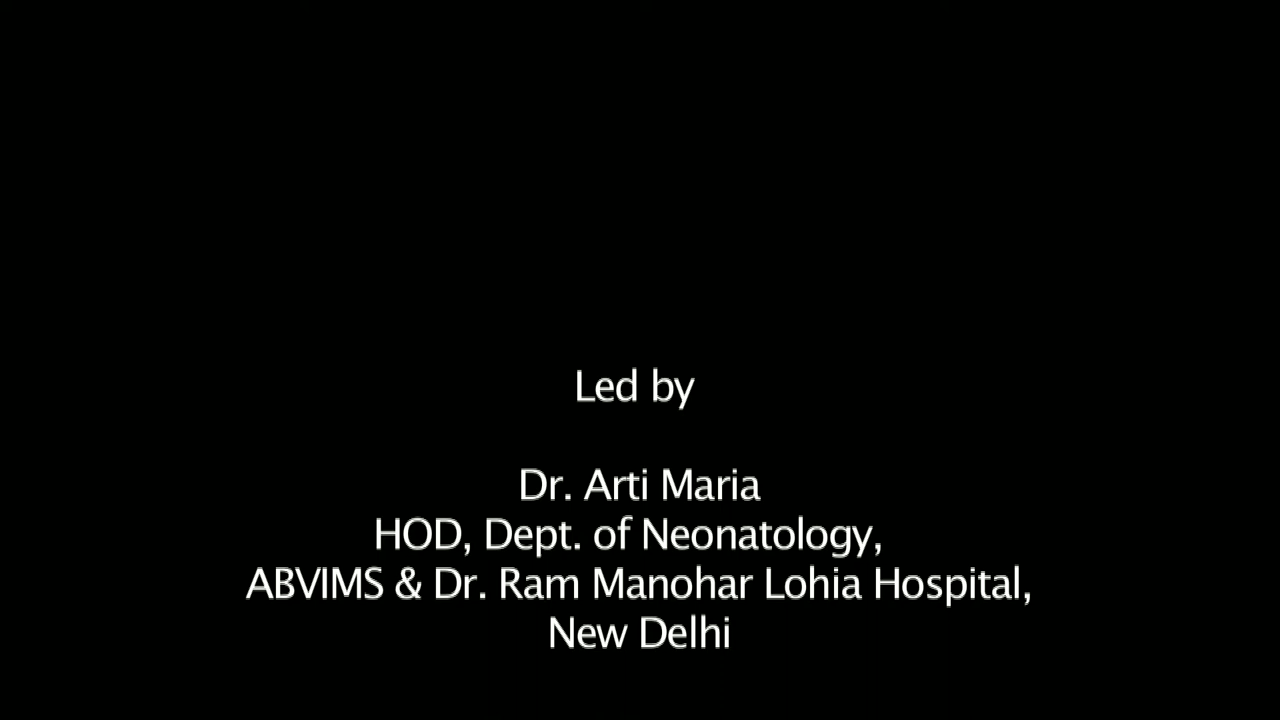 Led by
Dr. Arti Maria
HOD, Dept. of Neonatology,
ABVIMS & Dr. Ram Manohar Lohia Hospital,
New Delhi